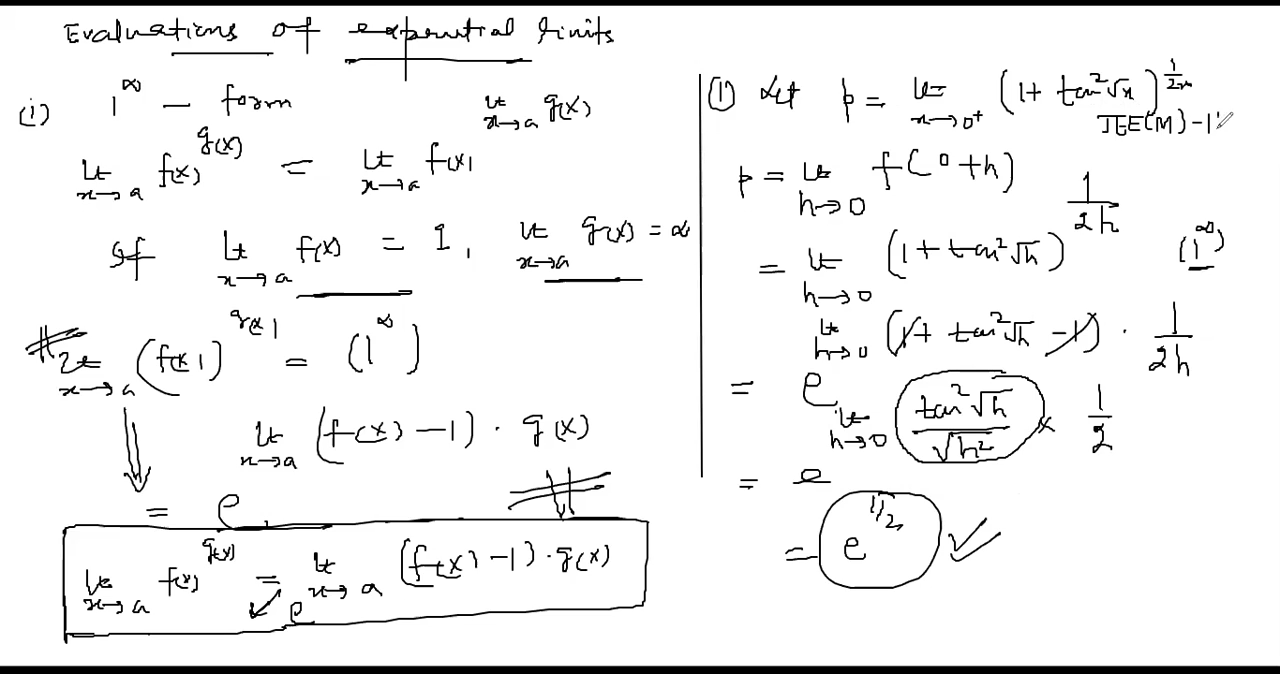 Evaluations of exponential limits
(i) 1^∞ – form
lt x→a f(x)^g(x) = lt x→a f(x)^(lt x→a g(x))
If lt x→a f(x) = 1, lt x→a g(x) = ∞
lt x→a (f(x))^g(x) = (1^∞)
= e^(lt x→a (f(x) – 1) · g(x))
lt x→a f(x)^g(x) = e^(lt x→a (f(x) – 1) · g(x))
① Let p = lt x→0+ (1 + tan²√x)^(1/2x)
JEE(M) – 1
p = lt h→0 f(0 + h)
= lt h→0 (1 + tan²√h)^(1/2h) (1^∞)
= e^(lt h→0 (1 + tan²√h – 1) · 1/2h)
= e^(lt h→0 tan²√h/√h² × 1/2)
= e^(1/2)